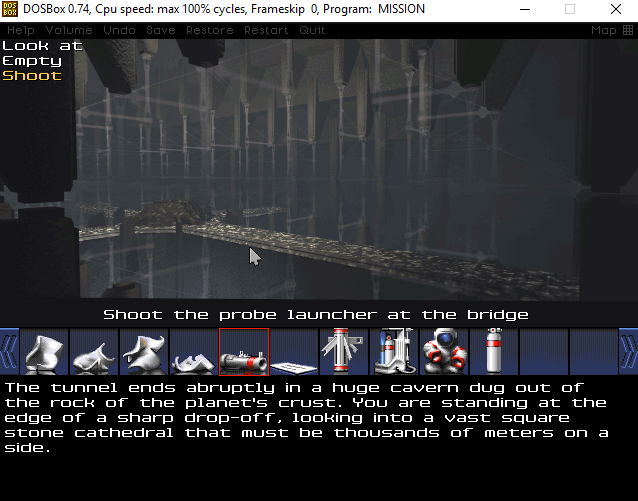 DOSBox 0.74, Cpu speed: max 100% cycles, Frameskip 0, Program: MISSION
Help Volume Undo Save Restore Restart Quit Map
Look at
Empty
Shoot
Shoot the probe launcher at the bridge
The tunnel ends abruptly in a huge cavern dug out of
the rock of the planet's crust. You are standing at the
edge of a sharp drop-off, looking into a vast square
stone cathedral that must be thousands of meters on a
side.